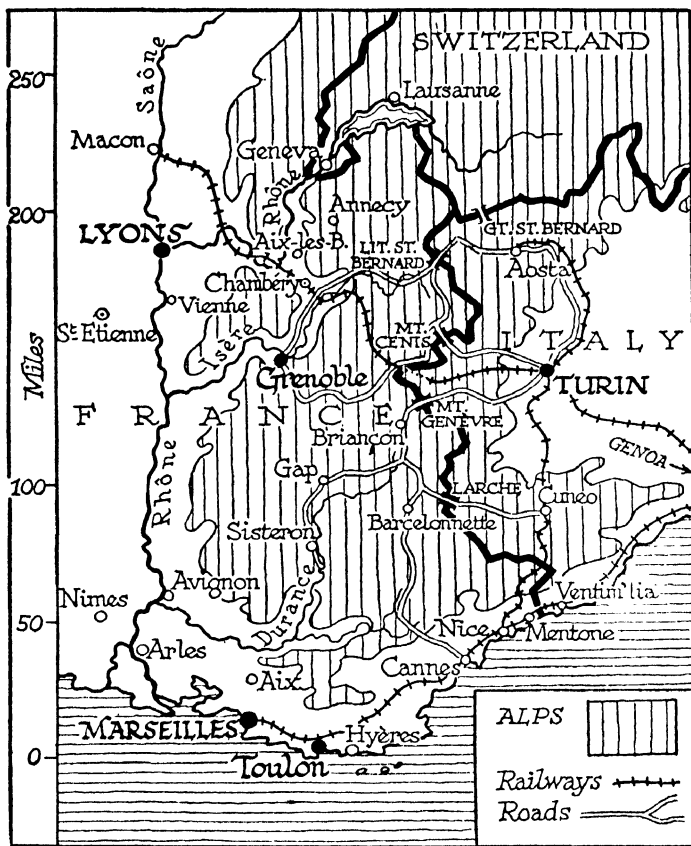 SWITZERLAND
250
Saône
Lausanne
Macon
Geneva
Rhône
Annecy
200
LYONS
Aix-les-B.
LIT. ST.
BERNARD
GT. ST. BERNARD
Aosta
Chambéry
Vienne
St. Etienne
Isère
MT.
CENIS
ITALY
Miles
Grenoble
TURIN
FRANCE
MT.
GENÈVRE
Briançon
GENOA
Gap
100
Rhône
LARCHE
Cuneo
Barcelonnette
Sisteron
Durance
Avignon
Nimes
50
Ventim'lia
Nice
Mentone
Arles
Cannes
Aix
ALPS
MARSEILLES
Hyères
0
Toulon
Railways
Roads